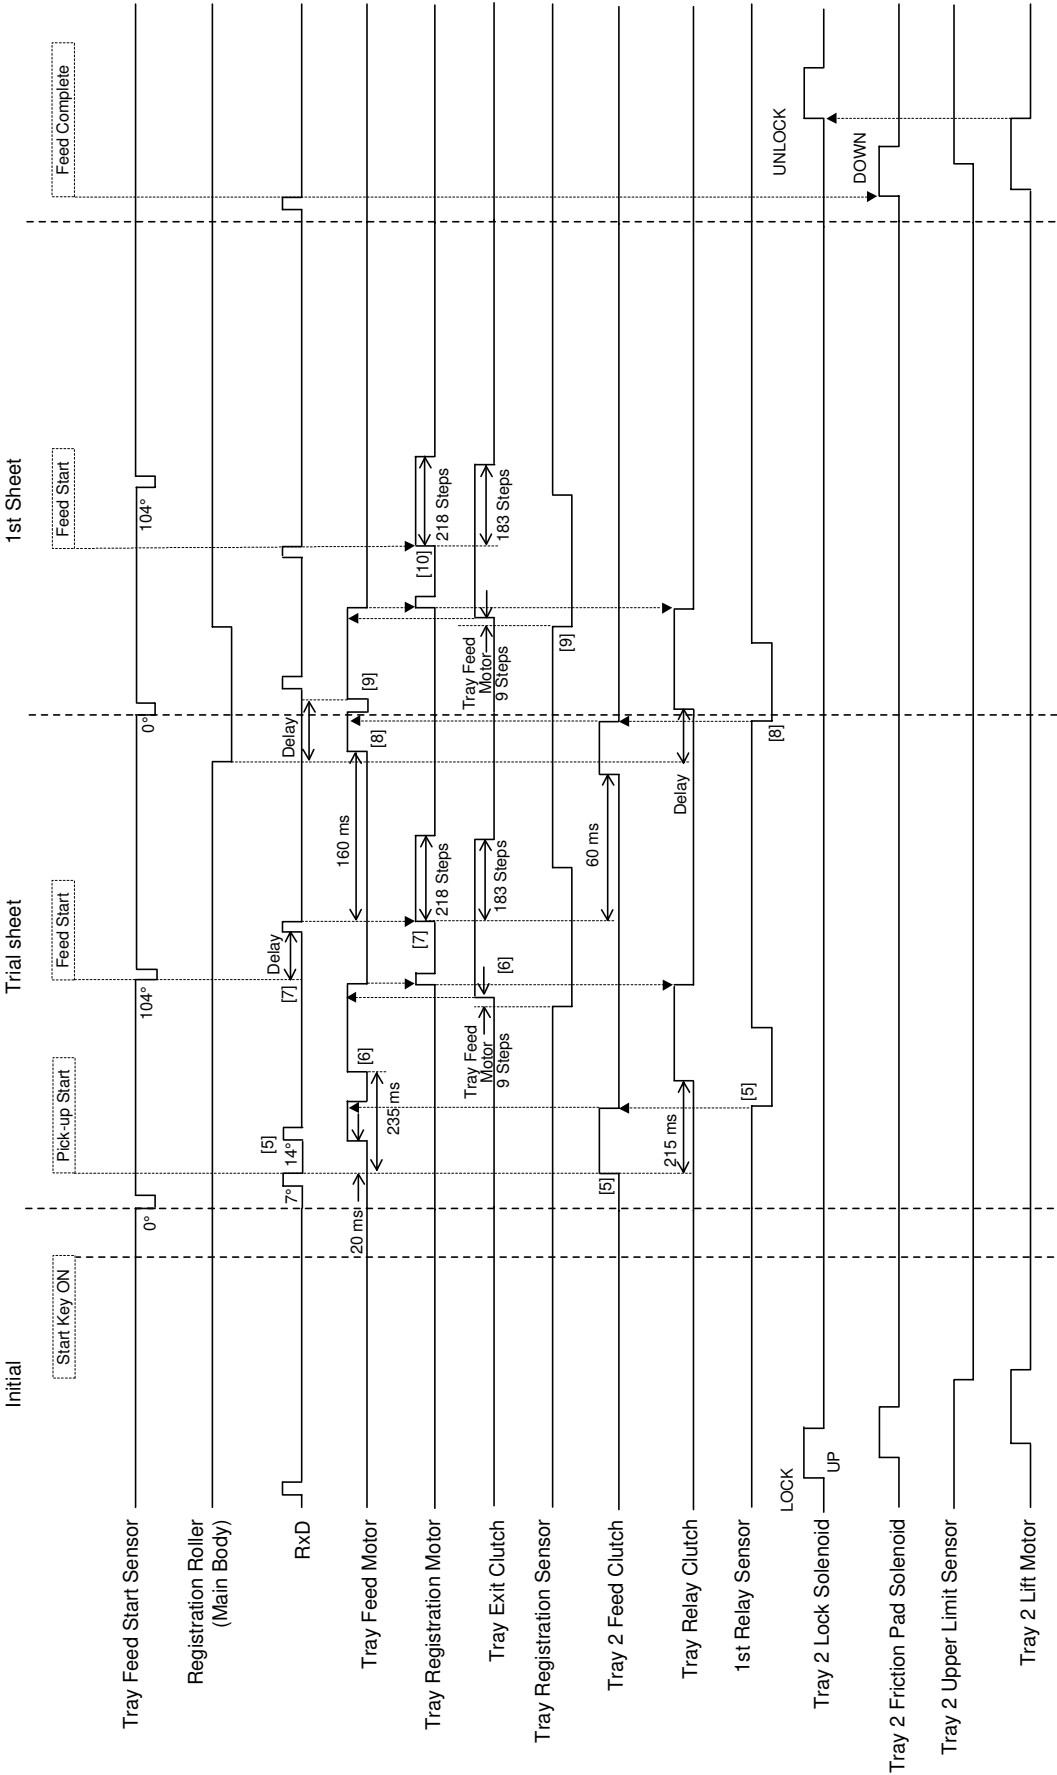 Initial
Trial sheet
1st Sheet
Start Key ON
Pick-up Start
Feed Start
Feed Start
Feed Complete
Tray Feed Start Sensor
0°
104°
0°
104°
Registration Roller
(Main Body)
RxD
7°
14°
[5]
[7]
Delay
Delay
Tray Feed Motor
20 ms
235 ms
[6]
160 ms
[8]
[9]
Tray Registration Motor
[7]
218 Steps
[10]
218 Steps
Tray Exit Clutch
Tray Feed
Motor
9 Steps
[6]
183 Steps
Tray Feed
Motor
9 Steps
183 Steps
Tray Registration Sensor
[9]
Tray 2 Feed Clutch
[5]
60 ms
Tray Relay Clutch
215 ms
Delay
1st Relay Sensor
[5]
[8]
Tray 2 Lock Solenoid
LOCK
UP
UNLOCK
Tray 2 Friction Pad Solenoid
DOWN
Tray 2 Upper Limit Sensor
Tray 2 Lift Motor